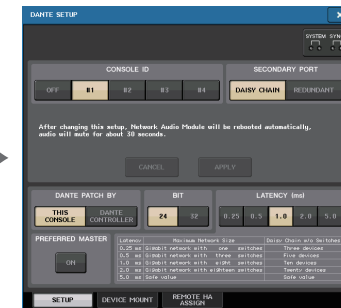 DANTE SETUP
SYSTEM SYN
CONSOLE ID
SECONDARY PORT
OFF #1 #2 #3 #4 DAISY CHAIN REDUNDANT
After changing this setup, Network Audio Module will be rebooted automatically,
audio will mute for about 30 seconds.
CANCEL APPLY
DANTE PATCH BY BIT LATENCY (ms)
THIS CONSOLE DANTE CONTROLLER 24 32 0.25 0.5 1.0 2.0 5.0
PREFERRED MASTER
ON
Latency Maximum Network Size Daisy Chain w/o Switches
0.25 ms Gigabit network with one switches Three devices
0.5 ms Gigabit network with three switches Five devices
1.0 ms Gigabit network with eight switches Ten devices
2.0 ms Gigabit network with eighteen switches Twenty devices
5.0 ms Safe value Safe value
SETUP DEVICE MOUNT REMOTE HA ASSIGN